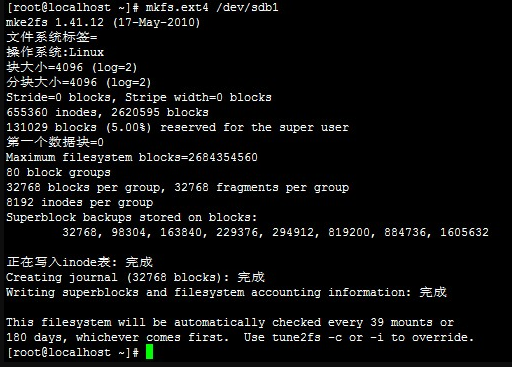 [root@localhost ~]# mkfs.ext4 /dev/sdb1
mke2fs 1.41.12 (17-May-2010)
文件系统标签=
操作系统:Linux
块大小=4096 (log=2)
分块大小=4096 (log=2)
Stride=0 blocks, Stripe width=0 blocks
655360 inodes, 2620595 blocks
131029 blocks (5.00%) reserved for the super user
第一个数据块=0
Maximum filesystem blocks=2684354560
80 block groups
32768 blocks per group, 32768 fragments per group
8192 inodes per group
Superblock backups stored on blocks:
32768, 98304, 163840, 229376, 294912, 819200, 884736, 1605632
正在写入inode表: 完成
Creating journal (32768 blocks): 完成
Writing superblocks and filesystem accounting information: 完成
This filesystem will be automatically checked every 39 mounts or
180 days, whichever comes first.  Use tune2fs -c or -i to override.
[root@localhost ~]#